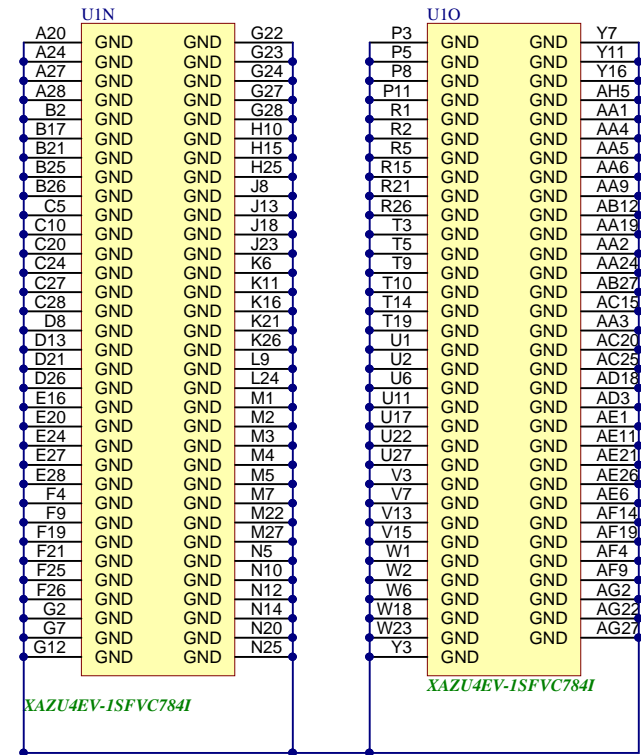 U1N
A20 GND GND G22
A24 GND GND G23
A27 GND GND G24
A28 GND GND G27
B2 GND GND G28
B17 GND GND H10
B21 GND GND H15
B25 GND GND H25
B26 GND GND J8
C5 GND GND J13
C10 GND GND J18
C20 GND GND J23
C24 GND GND K6
C27 GND GND K11
C28 GND GND K16
D8 GND GND K21
D13 GND GND K26
D21 GND GND L9
D26 GND GND L24
E16 GND GND M1
E20 GND GND M2
E24 GND GND M3
E27 GND GND M4
E28 GND GND M5
F4 GND GND M7
F9 GND GND M22
F19 GND GND M27
F21 GND GND N5
F25 GND GND N10
F26 GND GND N12
G2 GND GND N14
G7 GND GND N20
G12 GND GND N25
XAZU4EV-1SFVC784I
U1O
P3 GND GND Y7
P5 GND GND Y11
P8 GND GND Y16
P11 GND GND AH5
R1 GND GND AA1
R2 GND GND AA4
R5 GND GND AA5
R15 GND GND AA6
R21 GND GND AA9
R26 GND GND AB12
T3 GND GND AA19
T5 GND GND AA2
T9 GND GND AA24
T10 GND GND AB27
T14 GND GND AC15
T19 GND GND AA3
U1 GND GND AC20
U2 GND GND AC25
U6 GND GND AD18
U11 GND GND AD3
U17 GND GND AE1
U22 GND GND AE11
U27 GND GND AE21
V3 GND GND AE26
V7 GND GND AE6
V13 GND GND AF14
V15 GND GND AF19
W1 GND GND AF4
W2 GND GND AF9
W6 GND GND AG2
W18 GND GND AG22
W23 GND GND AG27
Y3 GND
XAZU4EV-1SFVC784I